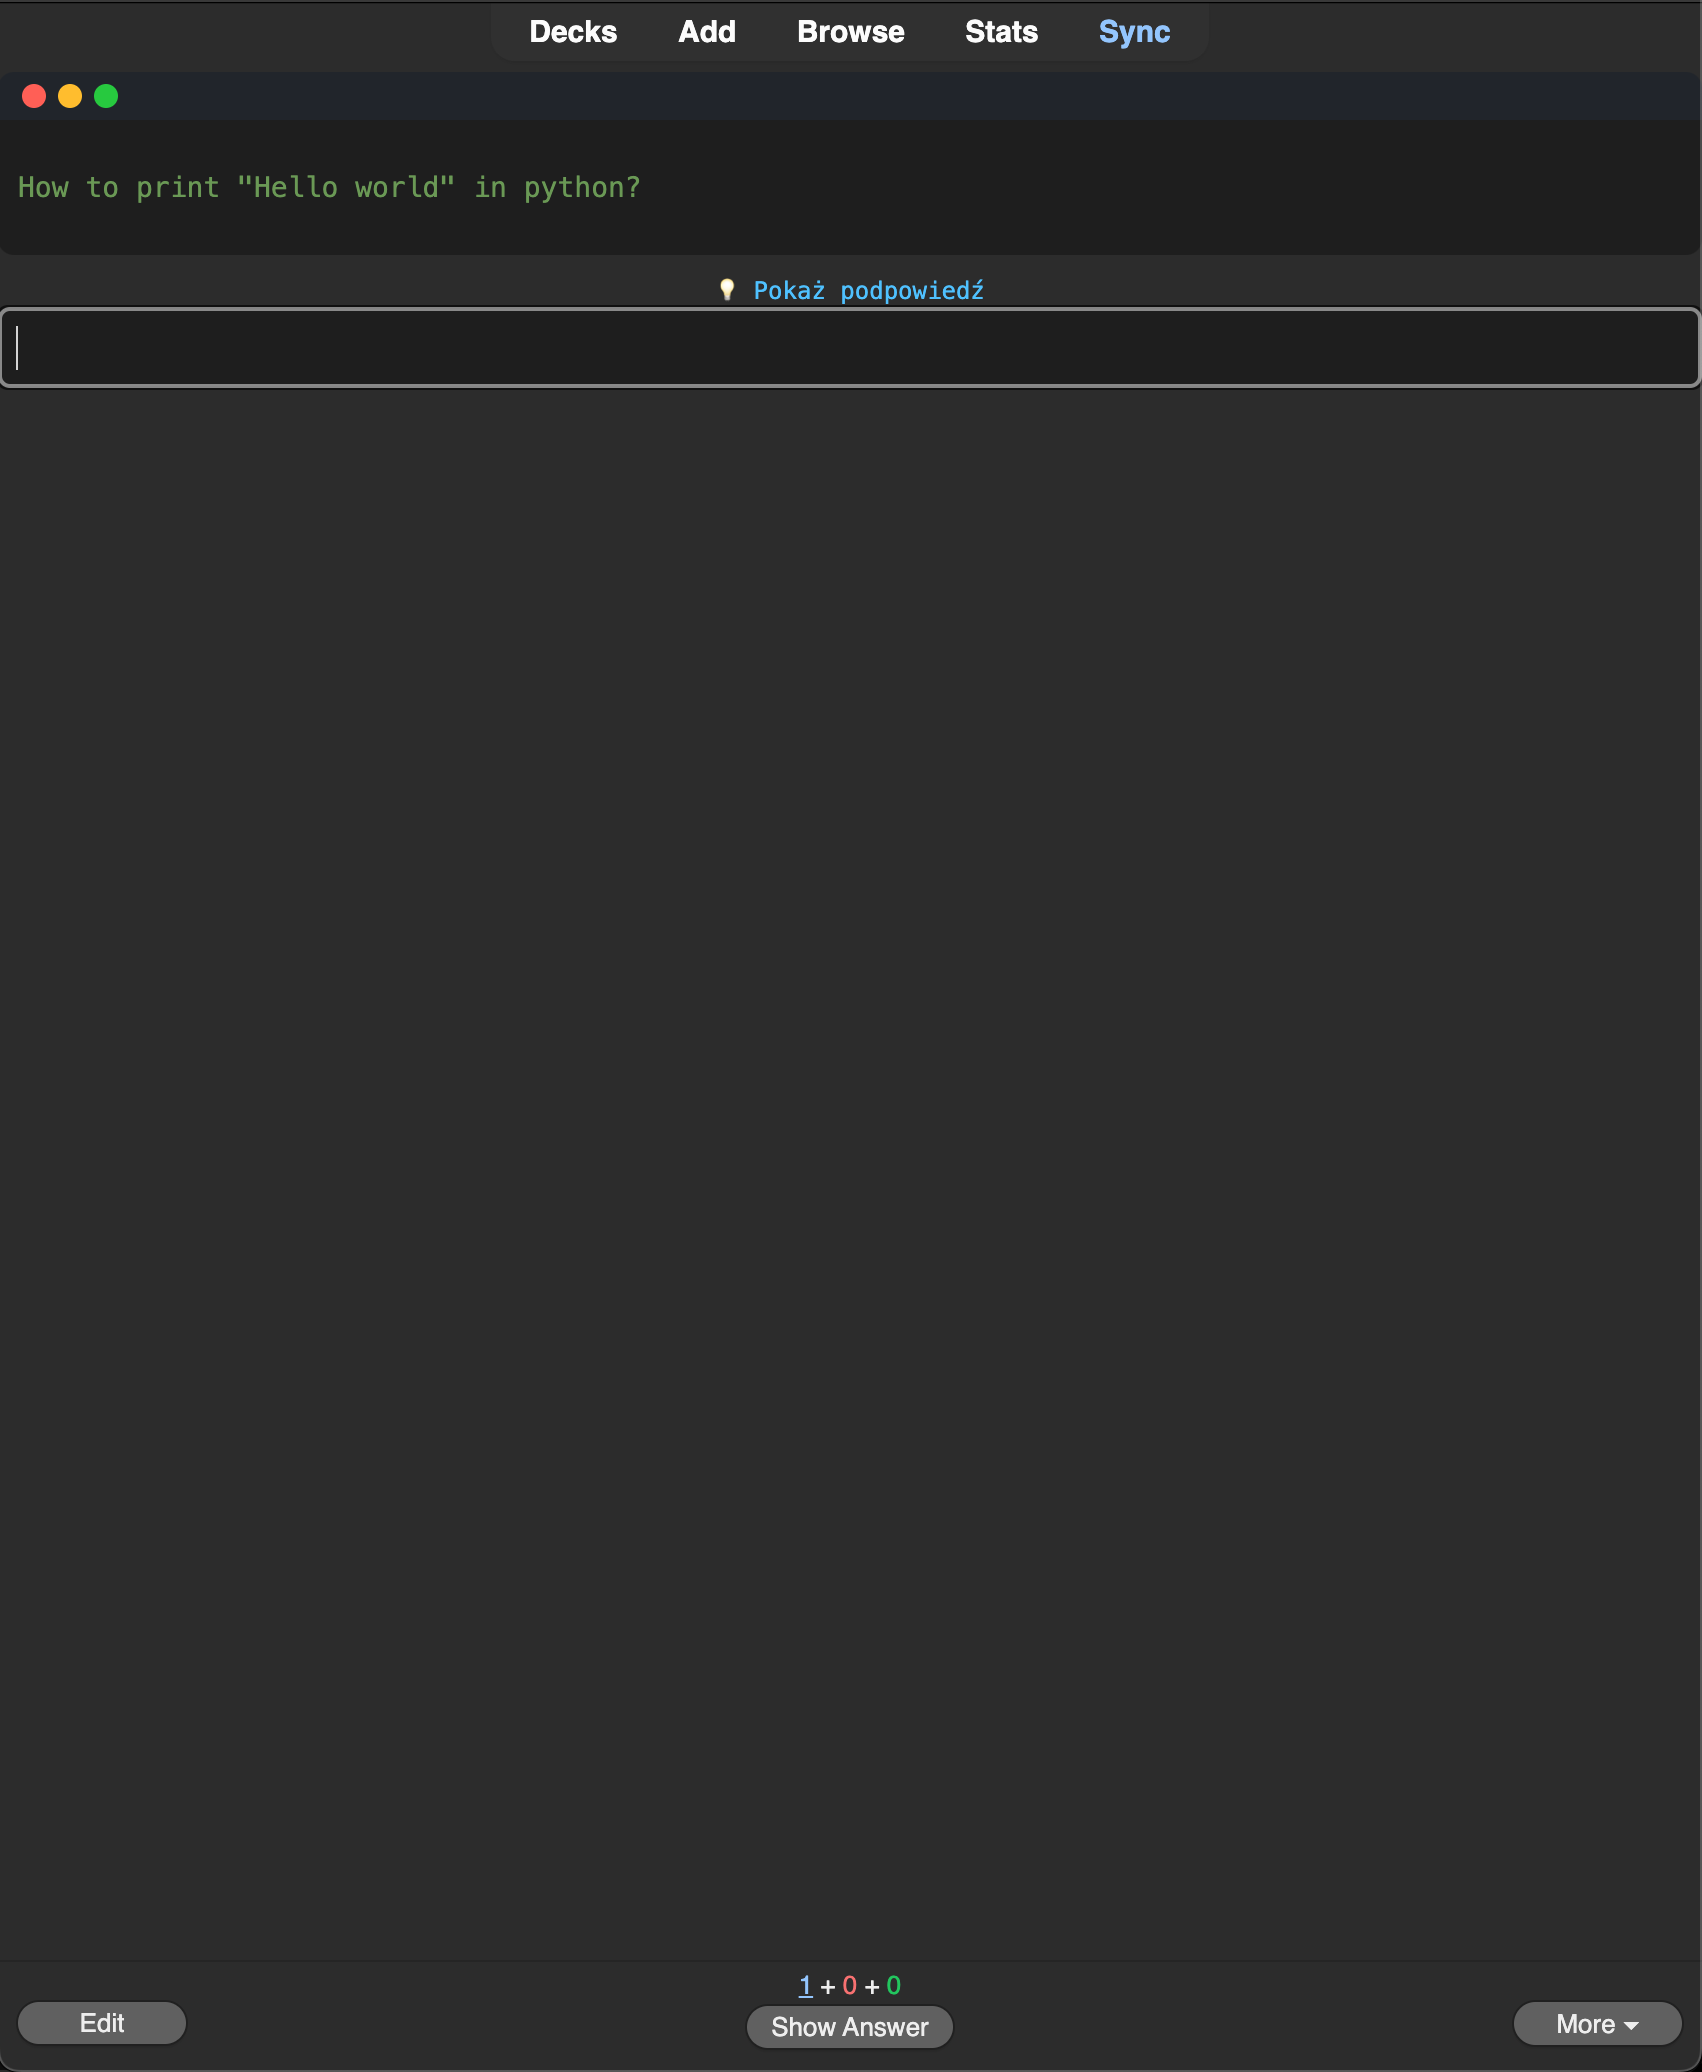 Decks Add Browse Stats Sync
How to print "Hello world" in python?
💡 Pokaż podpowiedź
1 + 0 + 0
Edit Show Answer More